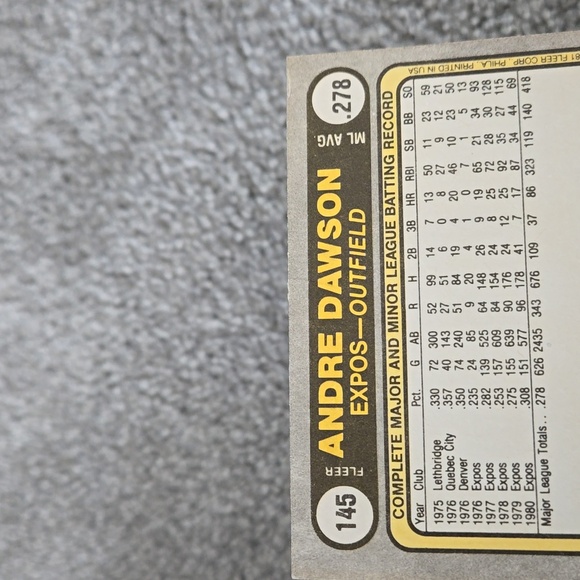 145 FLEER ANDRE DAWSON ML AVG. .278
EXPOS—OUTFIELD
COMPLETE MAJOR AND MINOR LEAGUE BATTING RECORD
Year Club Pct. G AB R H 2B 3B HR RBI SB BB SO
1975 Lethbridge .330 72 300 52 99 14 7 13 50 11 23 59
1976 Quebec City .357 40 143 27 51 6 0 8 27 9 12 21
1976 Denver .350 74 240 51 84 19 4 20 46 10 23 50
1976 Expos .235 24 85 9 20 4 1 0 7 1 5 13
1977 Expos .282 139 525 64 148 26 9 19 65 21 34 93
1978 Expos .253 157 609 84 154 24 8 25 72 28 30 128
1979 Expos .275 155 639 90 176 24 12 25 92 35 27 115
1980 Expos .308 151 577 96 178 41 7 17 87 34 44 69
Major League Totals . . .278 626 2435 343 676 109 37 86 323 119 140 418
81 FLEER CORP., PHILA. PRINTED IN USA